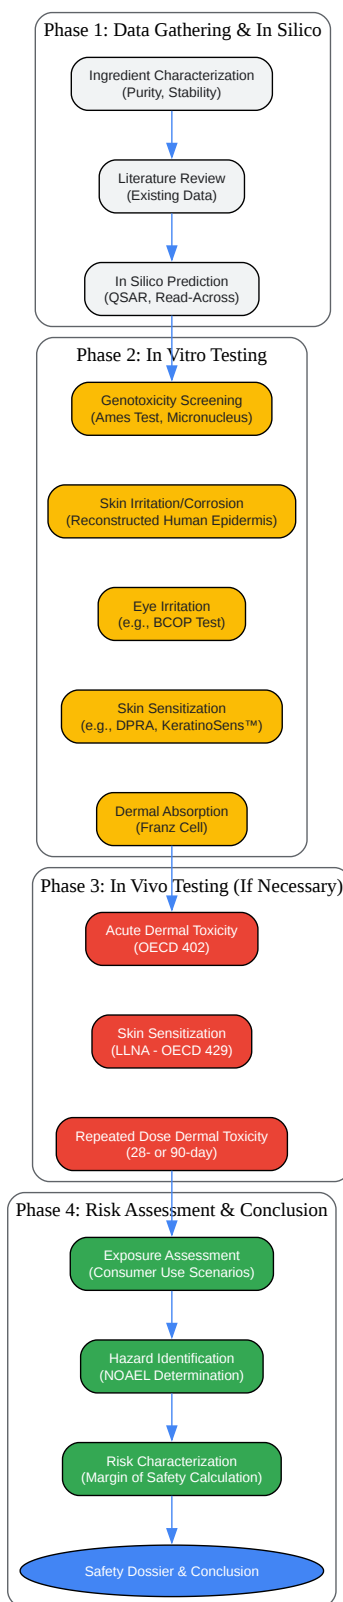 Phase 1: Data Gathering & In Silico
Ingredient Characterization
(Purity, Stability)
Literature Review
(Existing Data)
In Silico Prediction
(QSAR, Read-Across)
Phase 2: In Vitro Testing
Genotoxicity Screening
(Ames Test, Micronucleus)
Skin Irritation/Corrosion
(Reconstructed Human Epidermis)
Eye Irritation
(e.g., BCOP Test)
Skin Sensitization
(e.g., DPRA, KeratinoSens™)
Dermal Absorption
(Franz Cell)
Phase 3: In Vivo Testing (If Necessary)
Acute Dermal Toxicity
(OECD 402)
Skin Sensitization
(LLNA - OECD 429)
Repeated Dose Dermal Toxicity
(28- or 90-day)
Phase 4: Risk Assessment & Conclusion
Exposure Assessment
(Consumer Use Scenarios)
Hazard Identification
(NOAEL Determination)
Risk Characterization
(Margin of Safety Calculation)
Safety Dossier & Conclusion